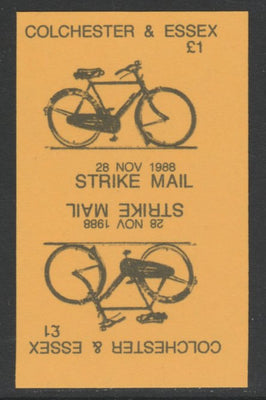 COLCHESTER & ESSEX
£1
28 NOV 1988
STRIKE MAIL
STRIKE MAIL
28 NOV 1988
£1
COLCHESTER & ESSEX